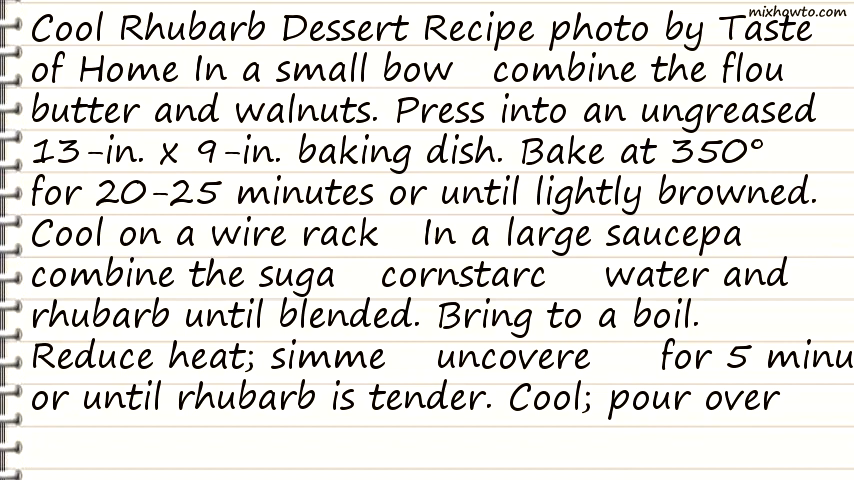 mixhowto.com
Cool Rhubarb Dessert Recipe photo by Taste
of Home In a small bow combine the flou
butter and walnuts. Press into an ungreased
13-in. x 9-in. baking dish. Bake at 350°
for 20-25 minutes or until lightly browned.
Cool on a wire rack In a large saucepa
combine the suga cornstarc water and
rhubarb until blended. Bring to a boil.
Reduce heat; simme uncovere for 5 minu
or until rhubarb is tender. Cool; pour over